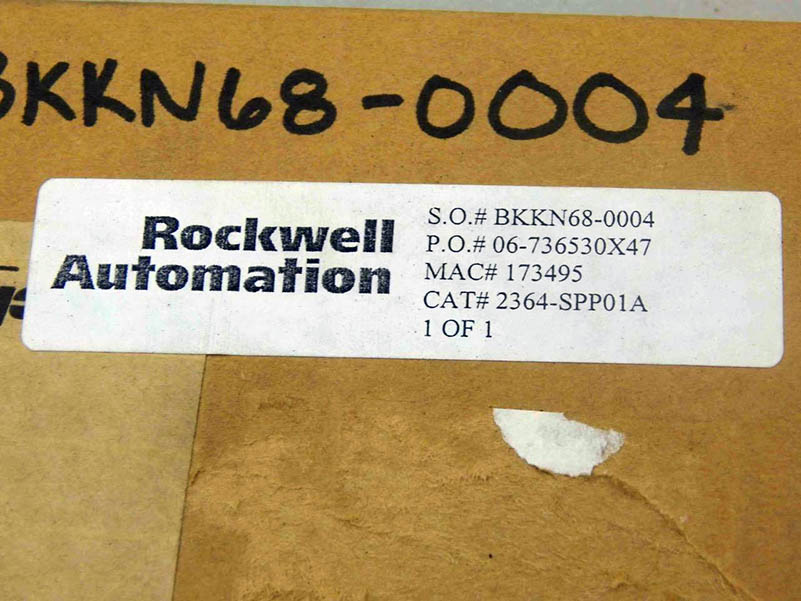 BKKN68-0004
Rockwell
Automation
S.O.# BKKN68-0004
P.O.# 06-736530X47
MAC# 173495
CAT# 2364-SPP01A
1 OF 1